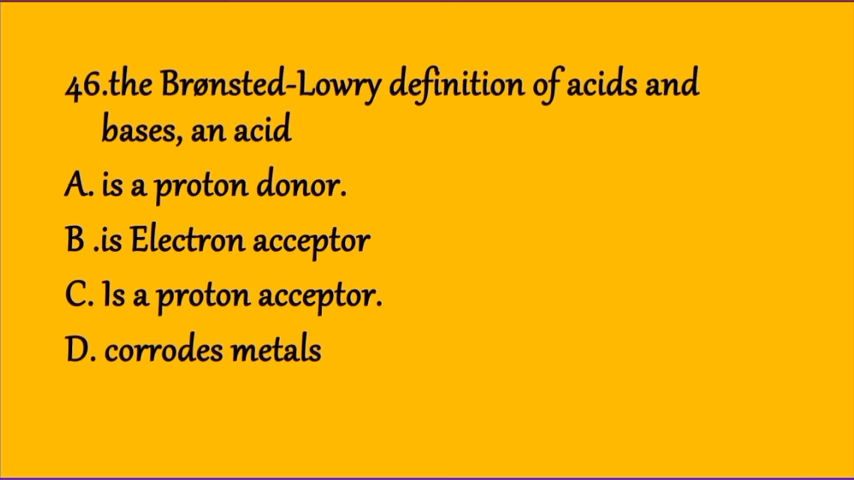 46.the Brønsted-Lowry definition of acids and
bases, an acid
A. is a proton donor.
B .is Electron acceptor
C. Is a proton acceptor.
D. corrodes metals